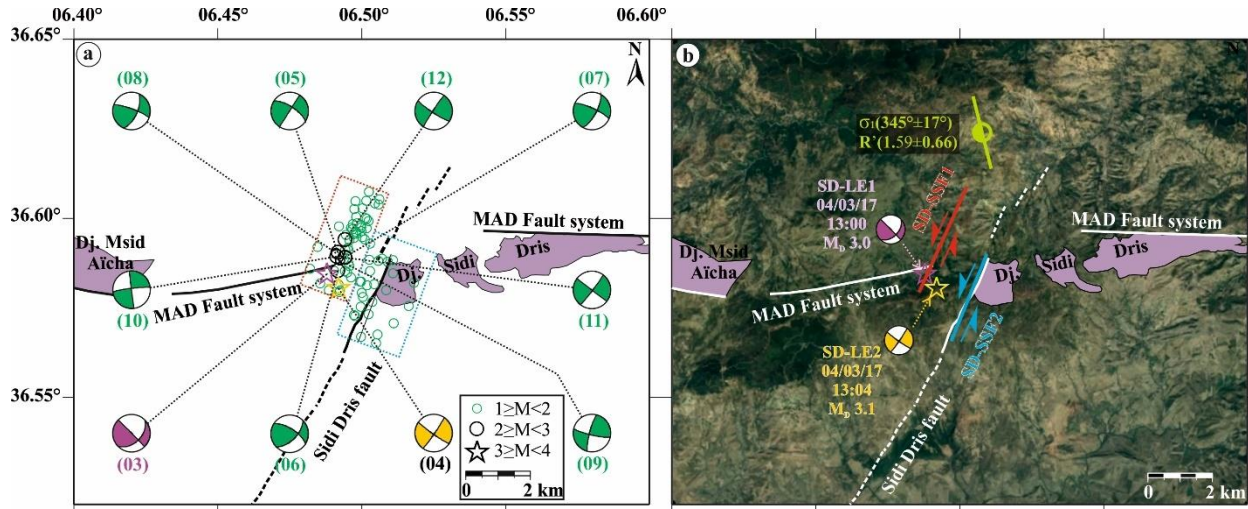 06.40° 06.45° 06.50° 06.55° 06.60°
36.65°
36.60°
36.55°
a
N
(08) (05) (12) (07)
MAD Fault system
Dj. Msid
Aïcha
Dj. Sidi Dris
MAD Fault system
(10) (11)
Sidi Dris fault
(03) (06) (04) (09)
1≥M<2
2≥M<3
3≥M<4
0 2 km
b
N
σ1(345°±17°)
R'(1.59±0.66)
SD-LE1
04/03/17
13:00
MD 3.0
SD-SSF1
MAD Fault system
Dj. Msid
Aïcha
Dj. Sidi Dris
MAD Fault system
SD-LE2
04/03/17
13:04
MD 3.1
SD-SSF2
Sidi Dris fault
0 2 km